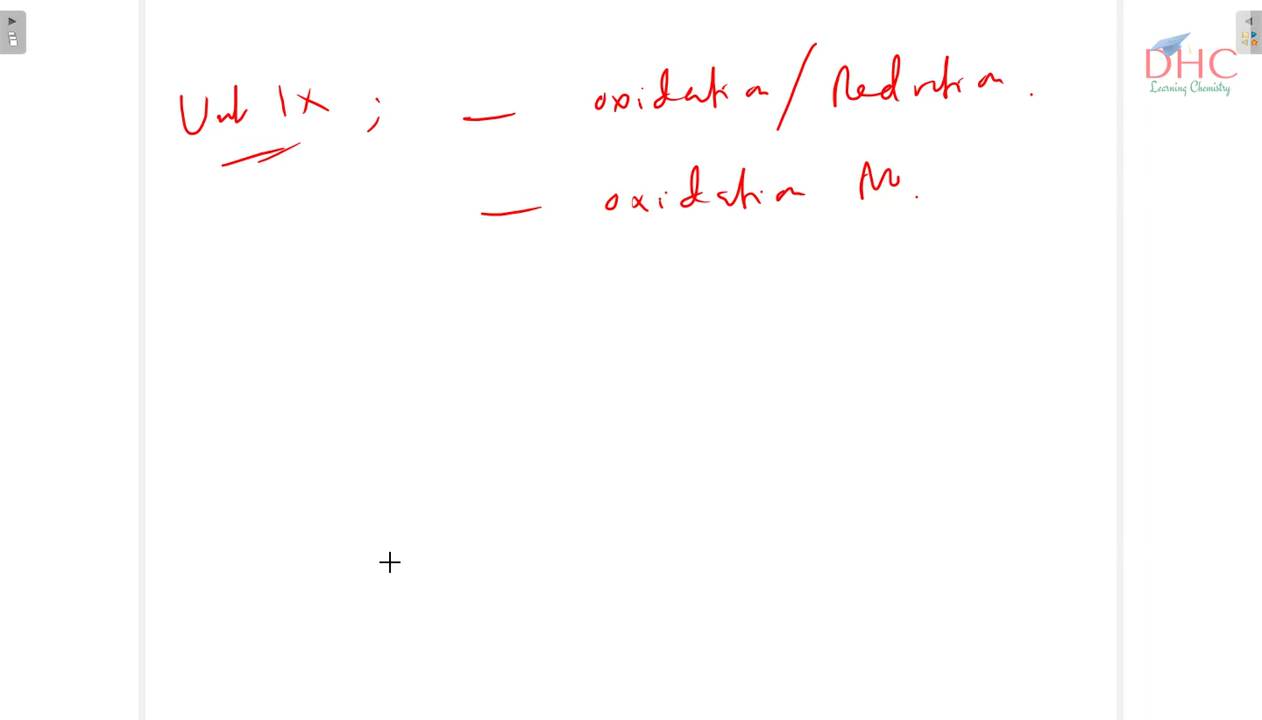 Unit IX ; — oxidation / Reduction .
— oxidation No .
DHC
Learning Chemistry